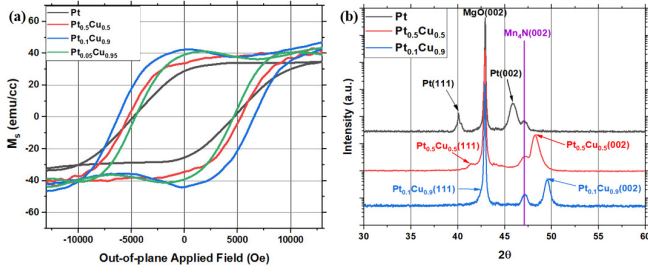 (a)
Pt
Pt0.5Cu0.5
Pt0.1Cu0.9
Pt0.05Cu0.95
60
40
20
0
-20
-40
-60
-10000
-5000
0
5000
10000
Ms (emu/cc)
Out-of-plane Applied Field (Oe)
(b)
Pt
Pt0.5Cu0.5
Pt0.1Cu0.9
MgO(002)
Mn4N(002)
Pt(111)
Pt(002)
Pt0.5Cu0.5(111)
Pt0.5Cu0.5(002)
Pt0.1Cu0.9(111)
Pt0.1Cu0.9(002)
Intensity (a.u.)
30
35
40
45
50
55
60
2θ